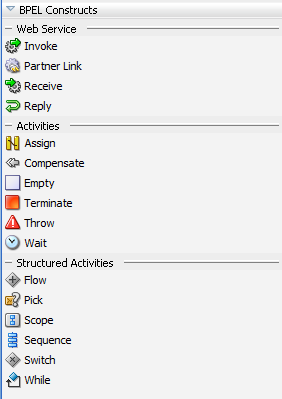 BPEL Constructs
Web Service
Invoke
Partner Link
Receive
Reply
Activities
Assign
Compensate
Empty
Terminate
Throw
Wait
Structured Activities
Flow
Pick
Scope
Sequence
Switch
While